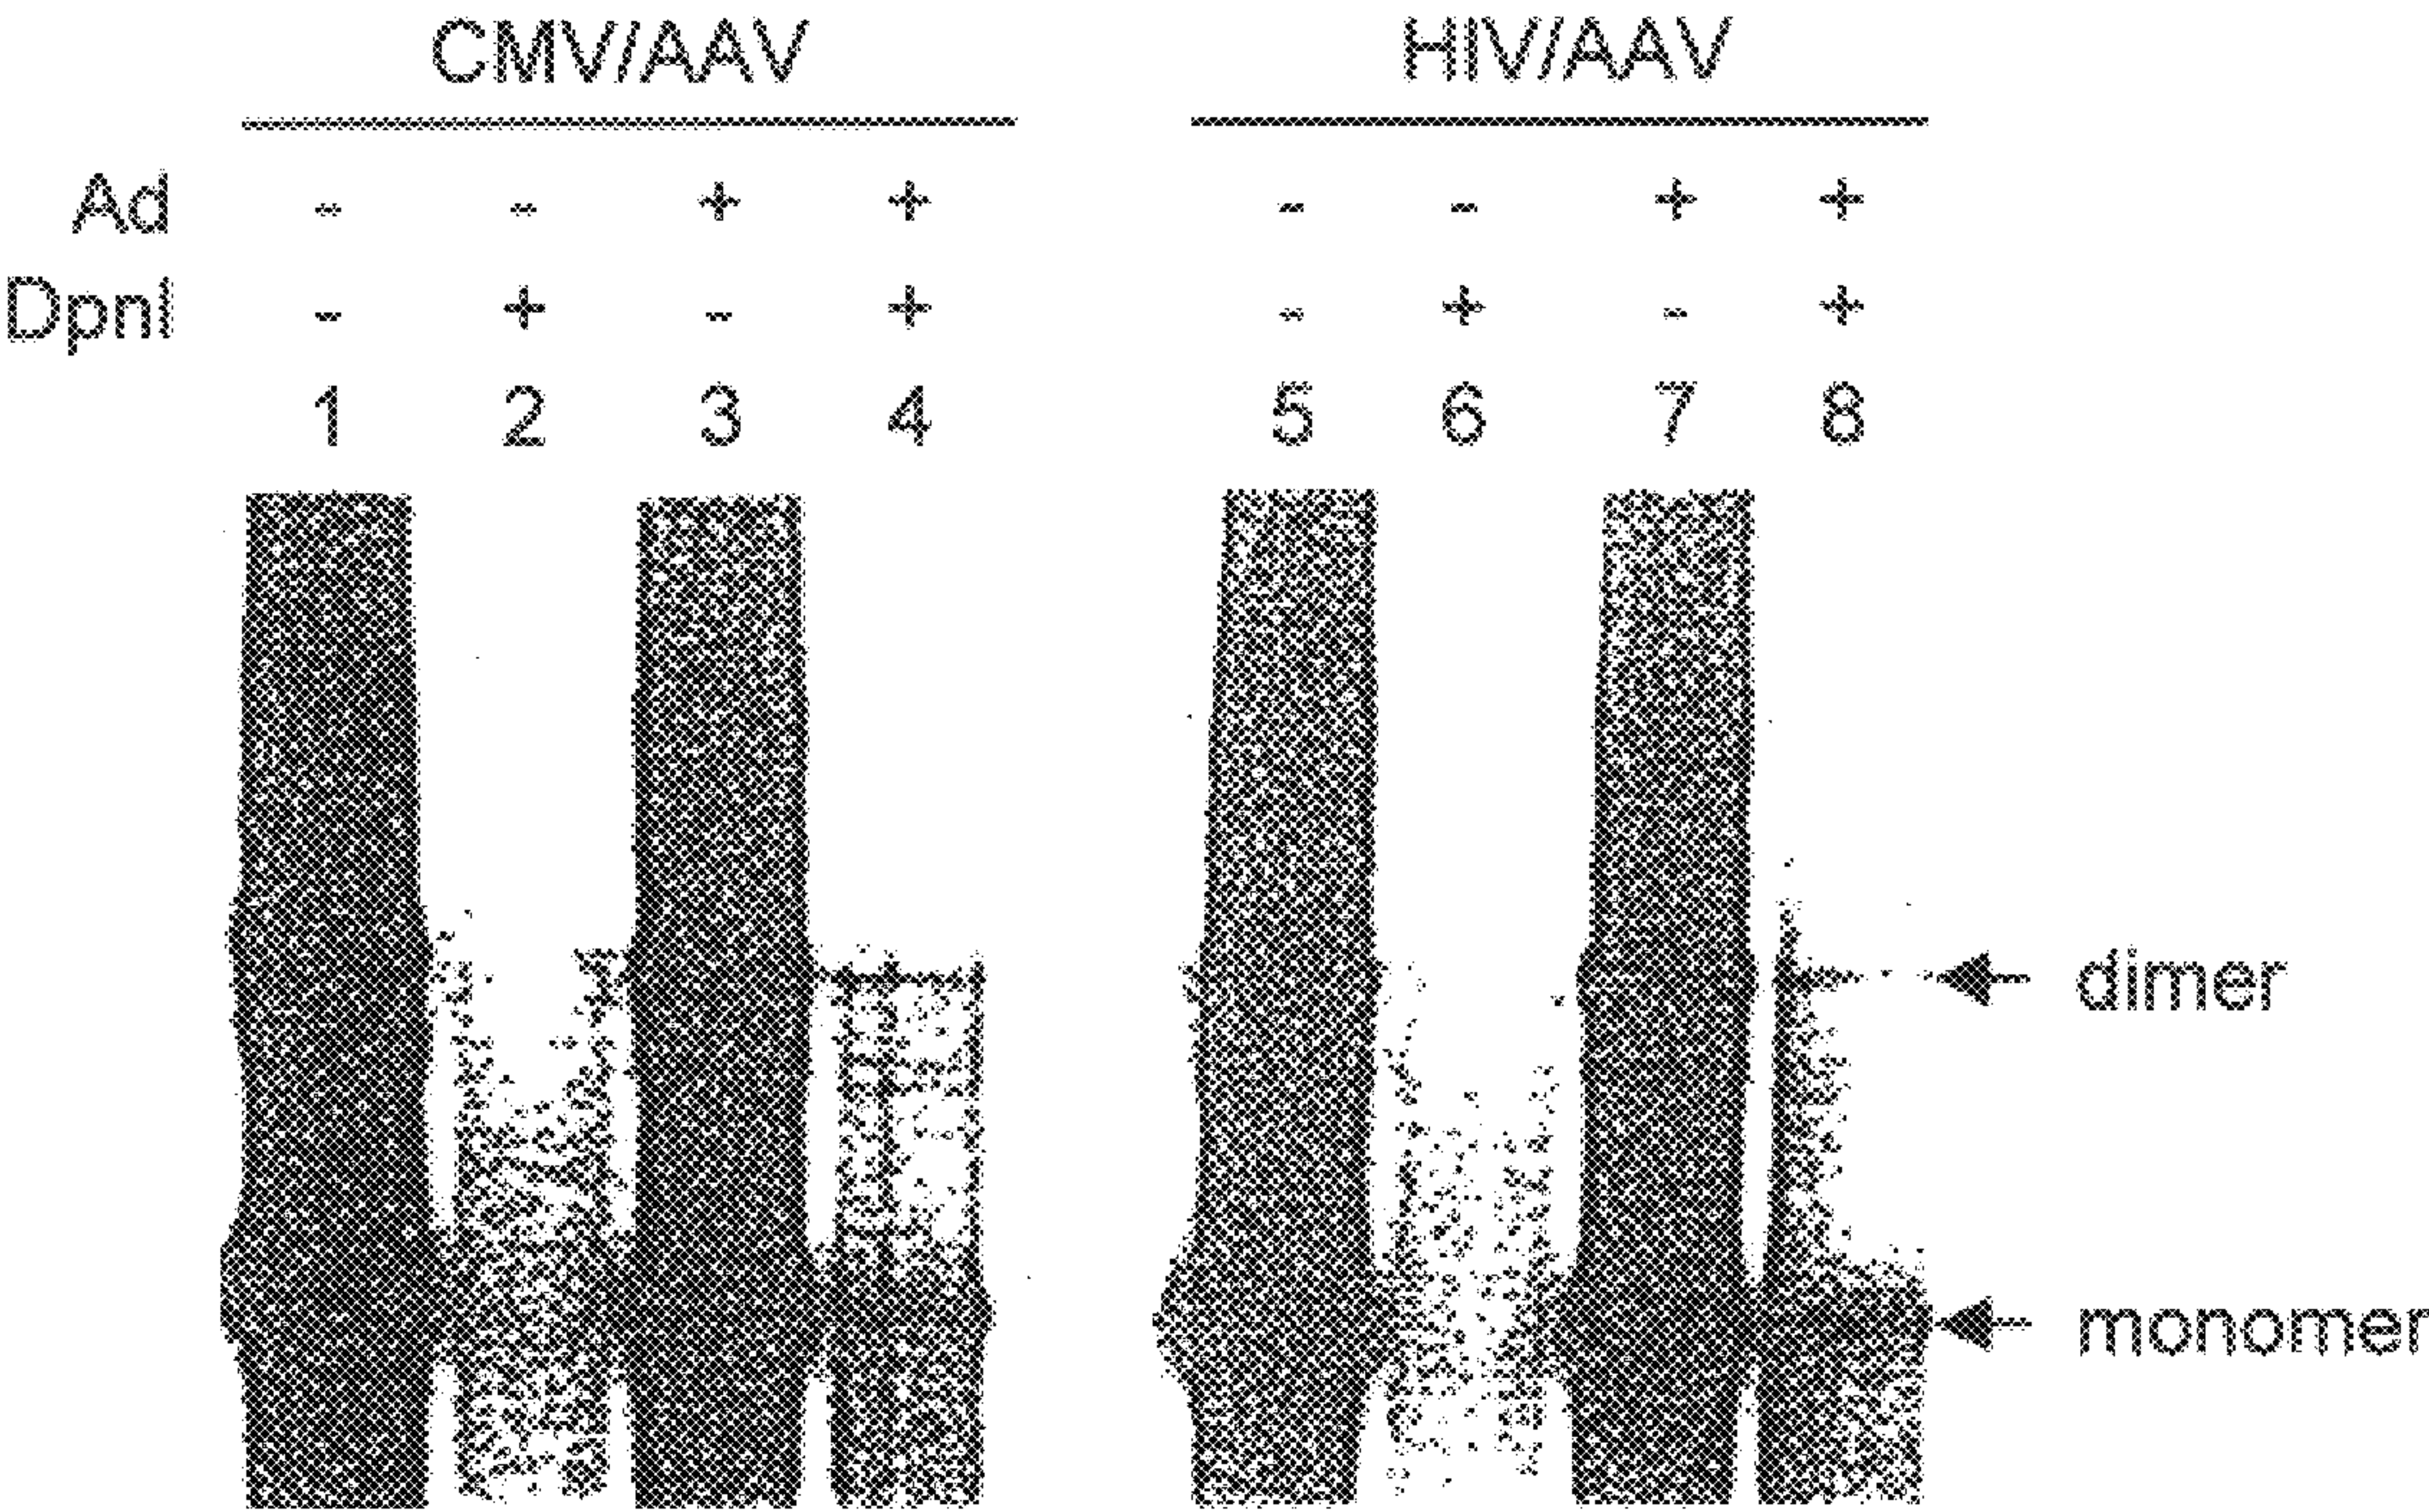 CMV/AAV HIV/AAV
Ad - - + + - - + +
DpnI - + - + - + - +
1 2 3 4 5 6 7 8
dimer
monomer